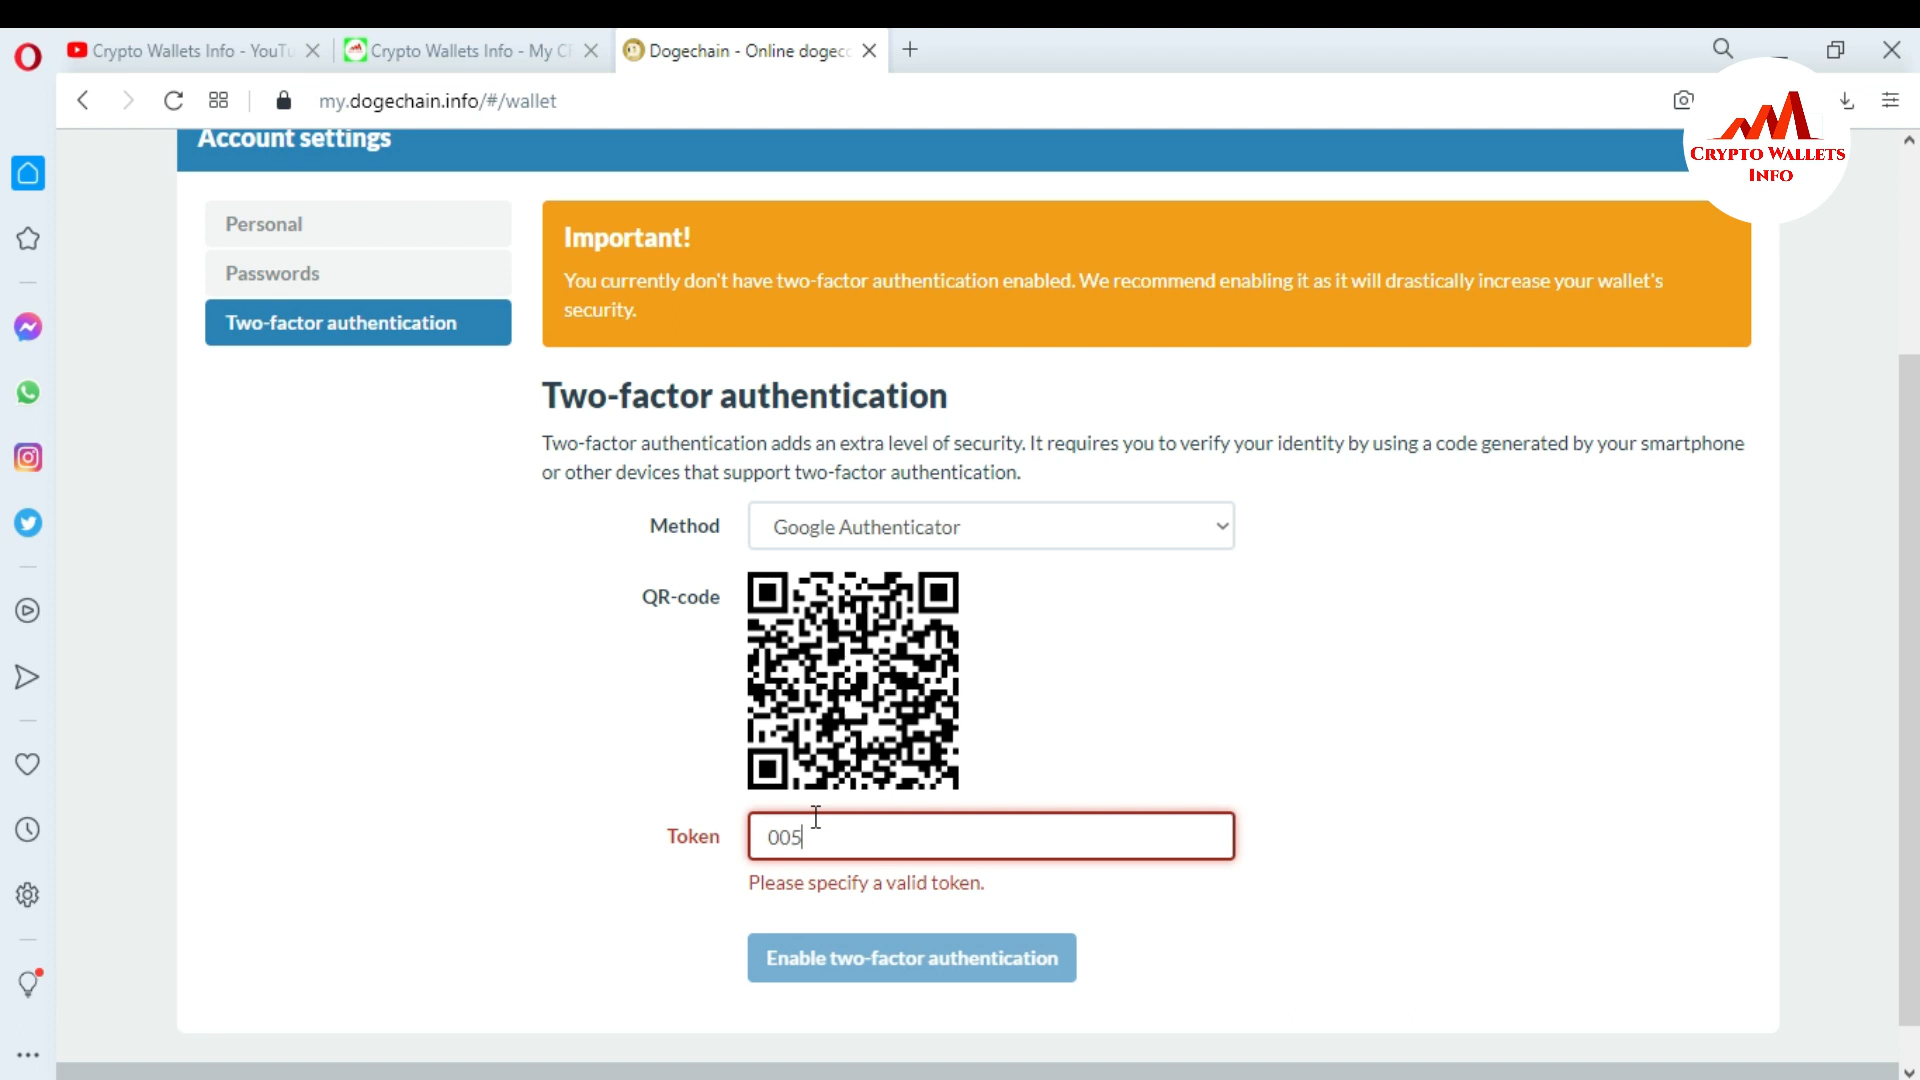 Crypto Wallets Info - YouTu
Crypto Wallets Info - My C
Dogechain - Online dogec
my.dogechain.info/#/wallet
CRYPTO WALLETS
INFO
Account settings
Personal
Passwords
Two-factor authentication
Important!
You currently don't have two-factor authentication enabled. We recommend enabling it as it will drastically increase your wallet's
security.
Two-factor authentication
Two-factor authentication adds an extra level of security. It requires you to verify your identity by using a code generated by your smartphone
or other devices that support two-factor authentication.
Method
Google Authenticator
QR-code
Token
005
Please specify a valid token.
Enable two-factor authentication